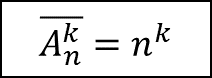 $\overline{A_n^k} = n^k$